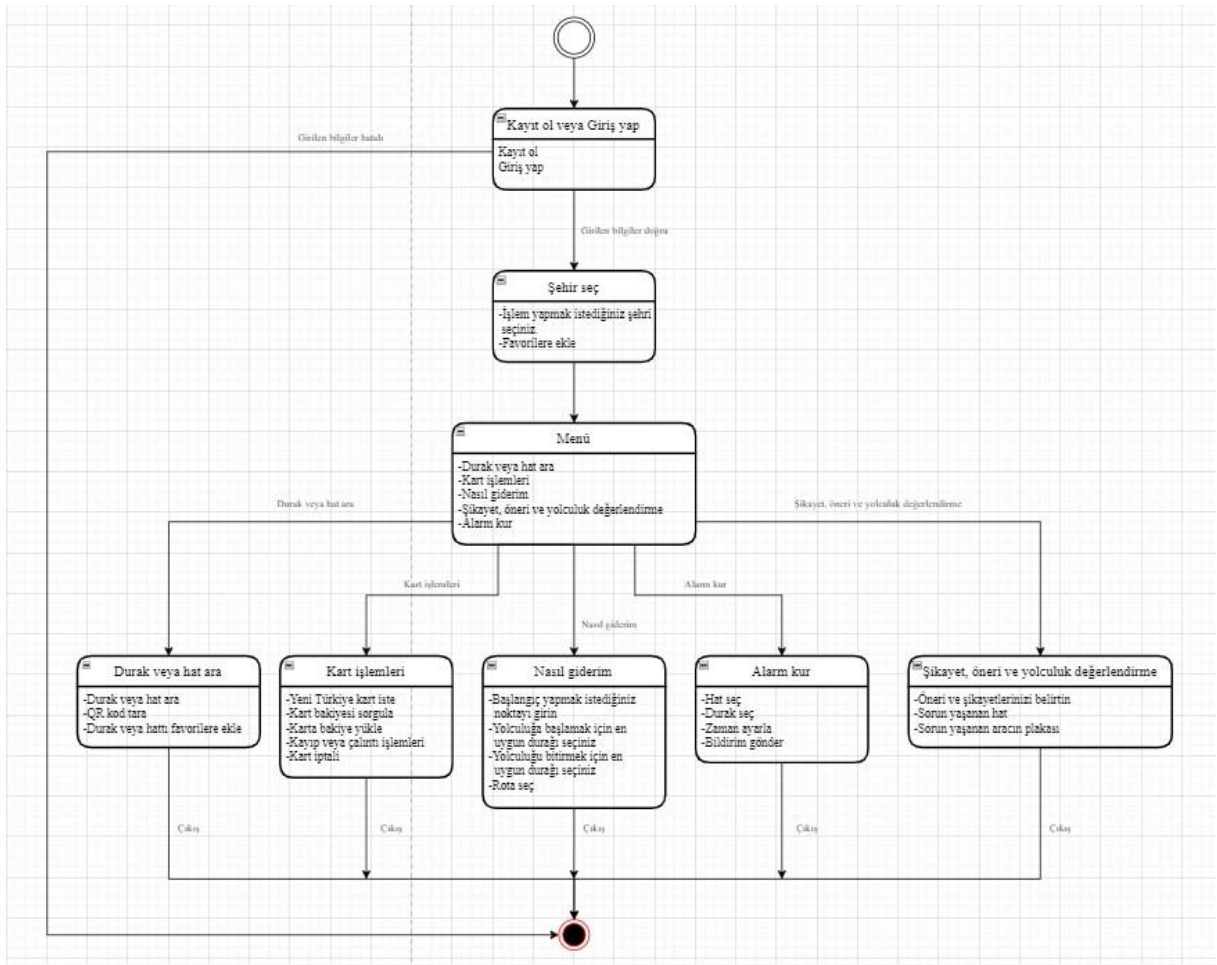 Kayıt ol veya Giriş yap
Girilen bilgiler hatalı
Kayıt ol
Giriş yap
Girilen bilgiler doğru
Şehir seç
-İşlem yapmak istediğiniz şehri
seçiniz.
-Favorilere ekle
Menü
-Durak veya hat ara
-Kart işlemleri
-Nasıl giderim
-Şikayet, öneri ve yolculuk değerlendirme
-Alarm kur
Durak veya hat ara
Şikayet, öneri ve yolculuk değerlendirme
Kart işlemleri
Alarm kur
Nasıl giderim
Durak veya hat ara
-Durak veya hat ara
-QR kod tara
-Durak veya hattı favorilere ekle
Kart işlemleri
-Yeni Türkiye kart iste
-Kart bakiyesi sorgula
-Karta bakiye yükle
-Kayıp veya çalıntı işlemleri
-Kart iptali
Nasıl giderim
-Başlangıç yapmak istediğiniz
noktayı girin
-Yolculuğa başlamak için en
uygun durağı seçiniz
-Yolculuğu bitirmek için en
uygun durağı seçiniz
-Rota seç
Alarm kur
-Hat seç
-Durak seç
-Zaman ayarla
-Bildirim gönder
Şikayet, öneri ve yolculuk değerlendirme
-Öneri ve şikayetlerinizi belirtin
-Sorun yaşanan hat
-Sorun yaşanan aracın plakası
Çıkış
Çıkış
Çıkış
Çıkış
Çıkış